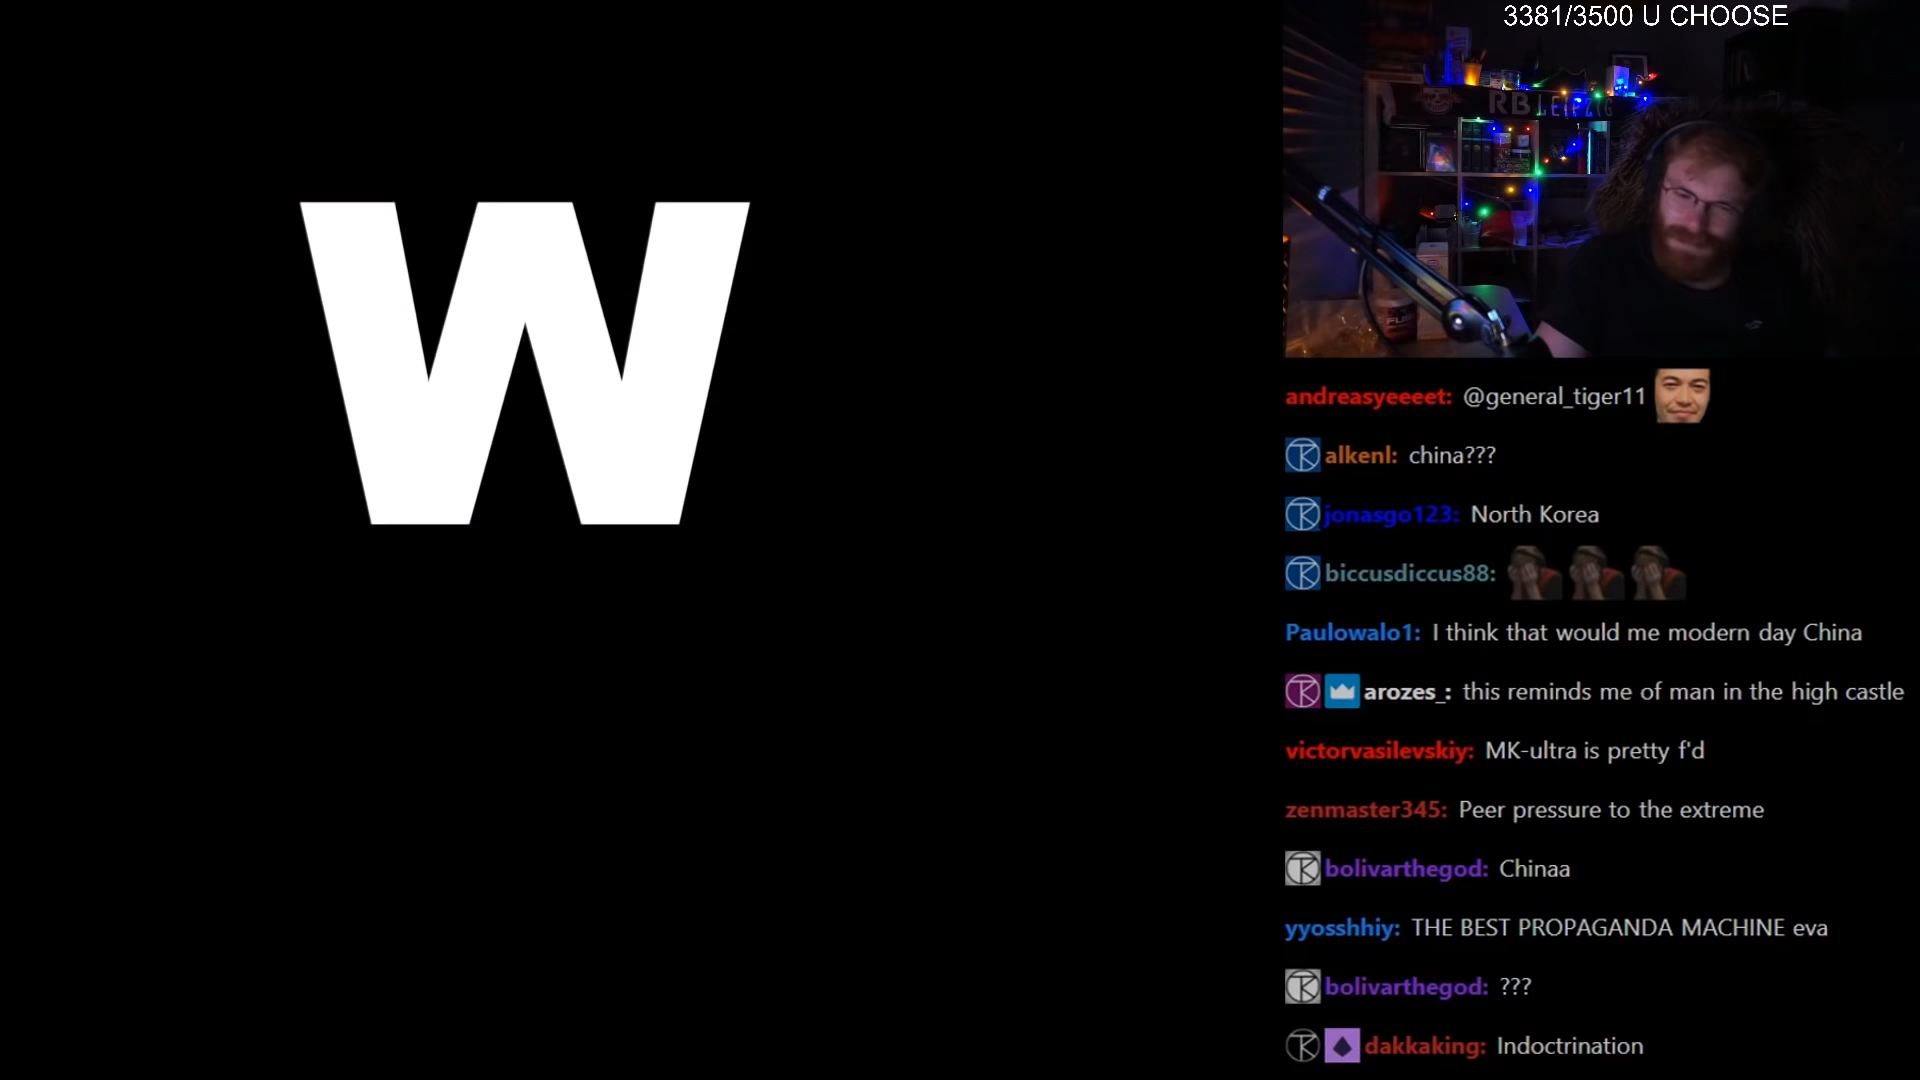 3381/3500 U CHOOSE
RB LEIPZIG
W
andreasyeeeet: @general_tiger11
alkenl: china???
jonasgo123: North Korea
biccusdiccus88:
Paulowalo1: I think that would me modern day China
arozes_: this reminds me of man in the high castle
victorvasilevskiy: MK-ultra is pretty f'd
zenmaster345: Peer pressure to the extreme
bolivarthegod: Chinaa
yyosshhiy: THE BEST PROPAGANDA MACHINE eva
bolivarthegod: ???
dakkaking: Indoctrination